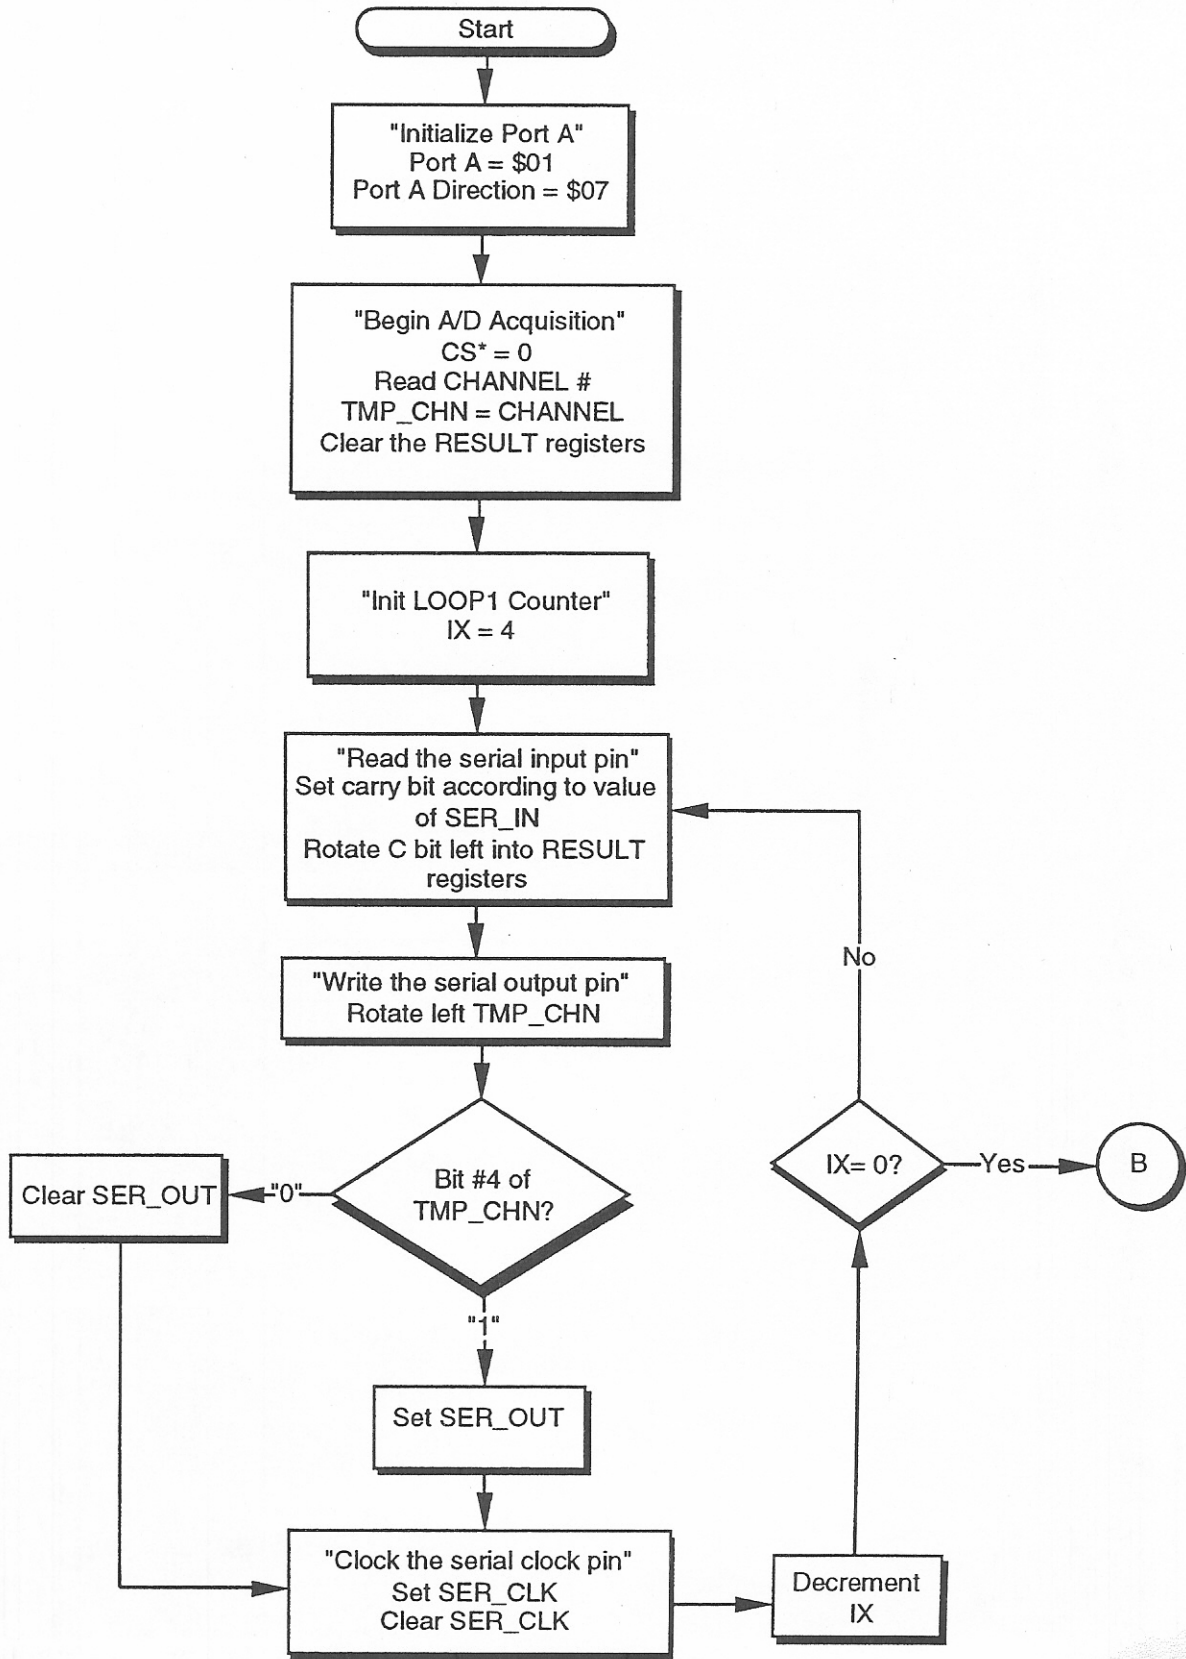 Start
"Initialize Port A"
Port A = $01
Port A Direction = $07
"Begin A/D Acquisition"
CS* = 0
Read CHANNEL #
TMP_CHN = CHANNEL
Clear the RESULT registers
"Init LOOP1 Counter"
IX = 4
"Read the serial input pin"
Set carry bit according to value
of SER_IN
Rotate C bit left into RESULT
registers
"Write the serial output pin"
Rotate left TMP_CHN
Bit #4 of
TMP_CHN?
"0"
Clear SER_OUT
"1"
Set SER_OUT
"Clock the serial clock pin"
Set SER_CLK
Clear SER_CLK
Decrement
IX
IX= 0?
No
Yes
B